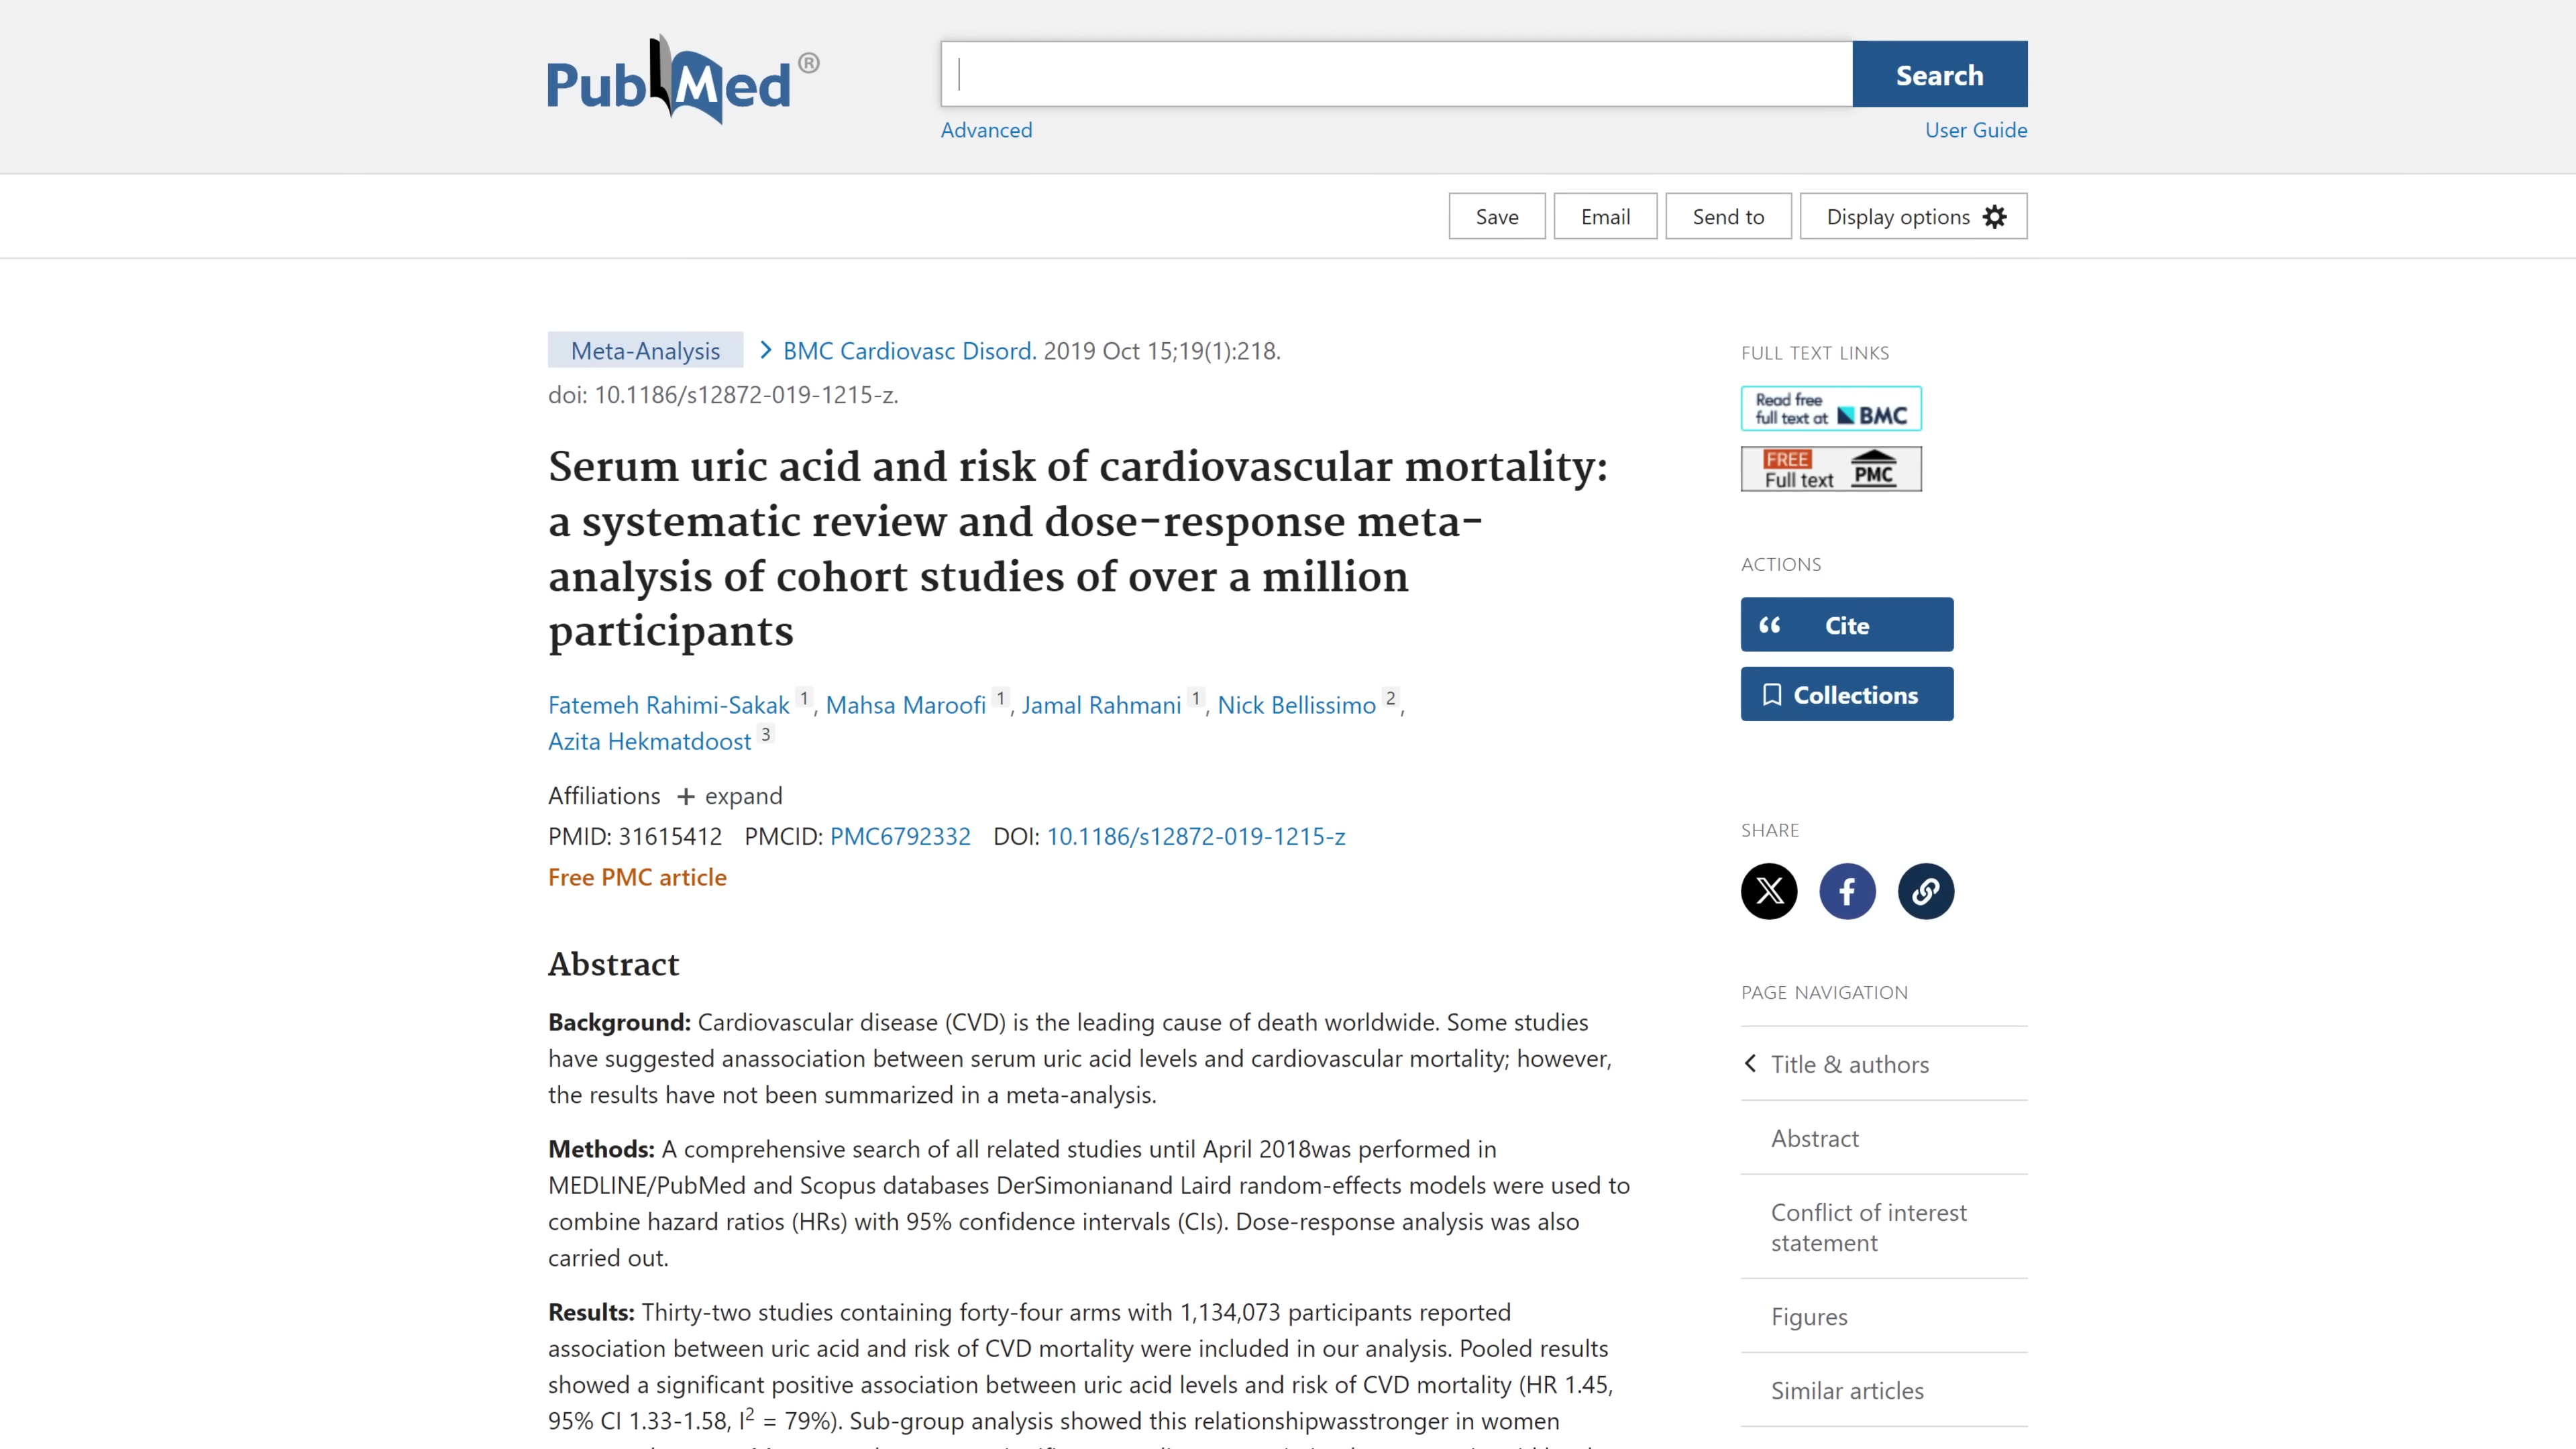 PubMed®
Search
Advanced
User Guide
Save
Email
Send to
Display options
Meta-Analysis
BMC Cardiovasc Disord. 2019 Oct 15;19(1):218.
doi: 10.1186/s12872-019-1215-z.
Serum uric acid and risk of cardiovascular mortality:
a systematic review and dose-response meta-
analysis of cohort studies of over a million
participants
Fatemeh Rahimi-Sakak 1, Mahsa Maroofi 1, Jamal Rahmani 1, Nick Bellissimo 2,
Azita Hekmatdoost 3
Affiliations + expand
PMID: 31615412 PMCID: PMC6792332 DOI: 10.1186/s12872-019-1215-z
Free PMC article
Abstract
Background: Cardiovascular disease (CVD) is the leading cause of death worldwide. Some studies
have suggested anassociation between serum uric acid levels and cardiovascular mortality; however,
the results have not been summarized in a meta-analysis.
Methods: A comprehensive search of all related studies until April 2018was performed in
MEDLINE/PubMed and Scopus databases DerSimonianand Laird random-effects models were used to
combine hazard ratios (HRs) with 95% confidence intervals (CIs). Dose-response analysis was also
carried out.
Results: Thirty-two studies containing forty-four arms with 1,134,073 participants reported
association between uric acid and risk of CVD mortality were included in our analysis. Pooled results
showed a significant positive association between uric acid levels and risk of CVD mortality (HR 1.45,
95% CI 1.33-1.58, I² = 79%). Sub-group analysis showed this relationshipwasstronger in women
FULL TEXT LINKS
Read free
full text at BMC
FREE
Full text PMC
ACTIONS
Cite
Collections
SHARE
PAGE NAVIGATION
Title & authors
Abstract
Conflict of interest
statement
Figures
Similar articles